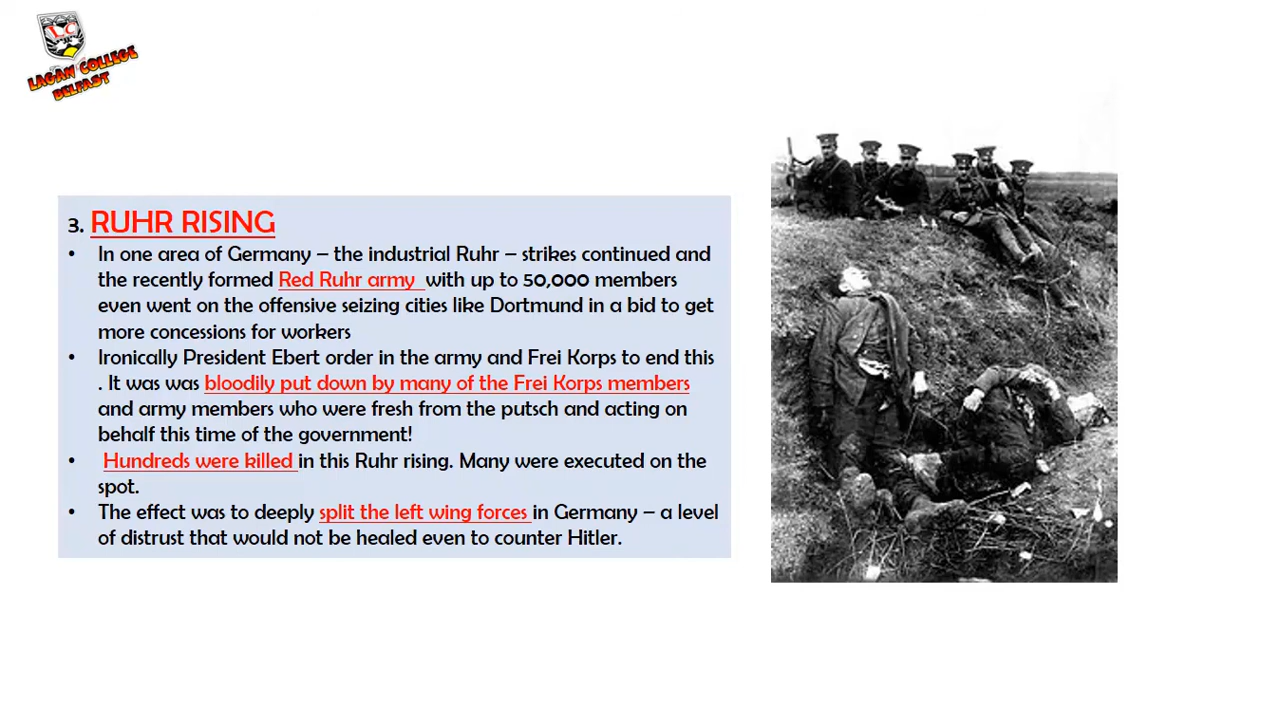 LC
LAGAN COLLEGE
BELFAST
3. RUHR RISING
• In one area of Germany – the industrial Ruhr – strikes continued and
the recently formed Red Ruhr army with up to 50,000 members
even went on the offensive seizing cities like Dortmund in a bid to get
more concessions for workers
• Ironically President Ebert order in the army and Frei Korps to end this
. It was was bloodily put down by many of the Frei Korps members
and army members who were fresh from the putsch and acting on
behalf this time of the government!
• Hundreds were killed in this Ruhr rising. Many were executed on the
spot.
• The effect was to deeply split the left wing forces in Germany – a level
of distrust that would not be healed even to counter Hitler.